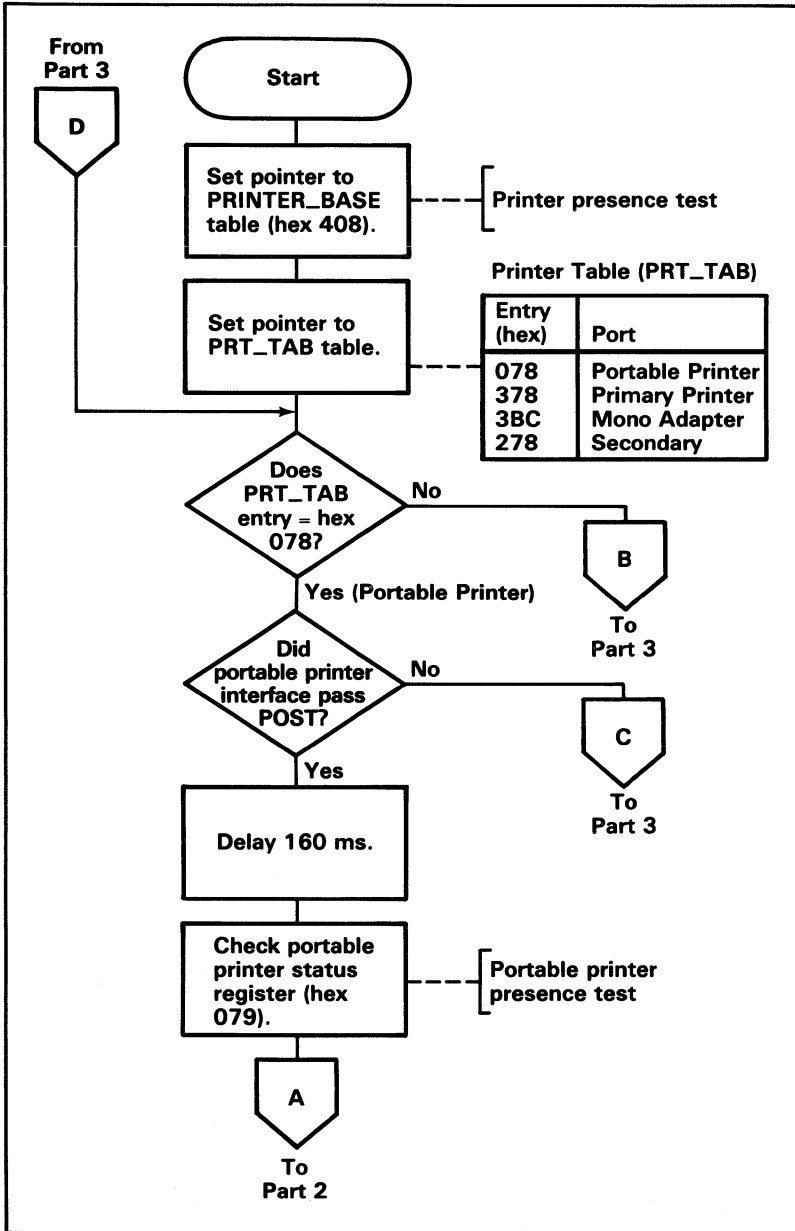 From
Part 3
D
Start
Set pointer to
PRINTER_BASE
table (hex 408).
Printer presence test
Set pointer to
PRT_TAB table.
Printer Table (PRT_TAB)
Entry
(hex)
Port
078
Portable Printer
378
Primary Printer
3BC
Mono Adapter
278
Secondary
Does
PRT_TAB
entry = hex
078?
No
B
To
Part 3
Yes (Portable Printer)
Did
portable printer
interface pass
POST?
No
C
To
Part 3
Yes
Delay 160 ms.
Check portable
printer status
register (hex
079).
Portable printer
presence test
A
To
Part 2